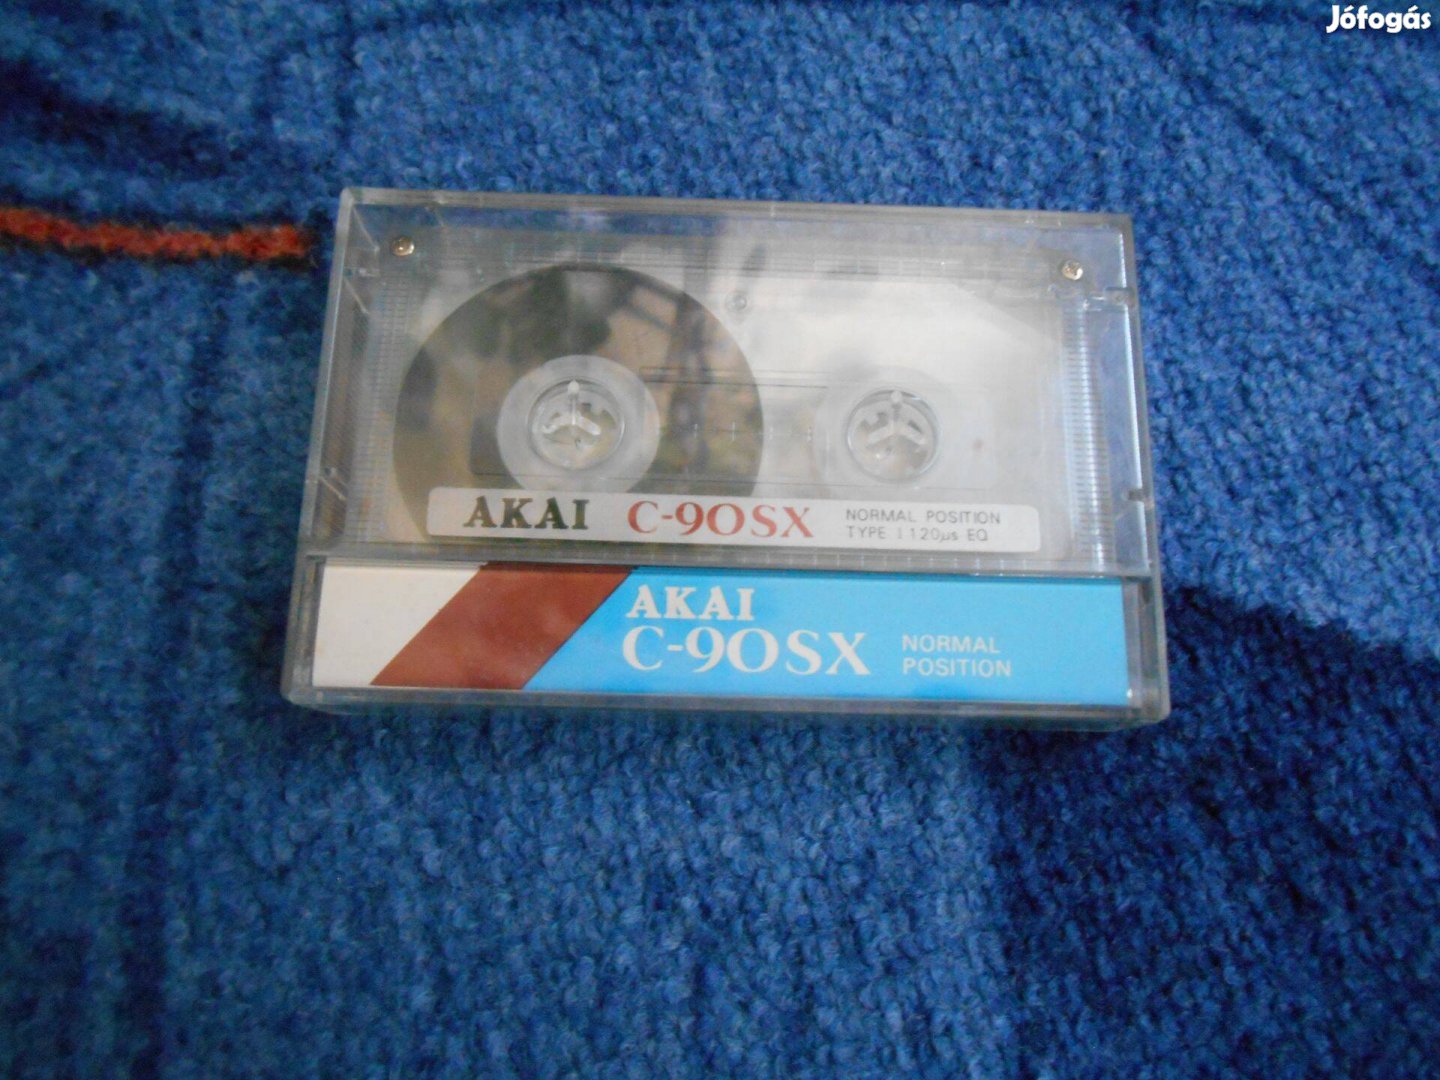 Jófogás
AKAI C-90SX NORMAL POSITION
TYPE I 120µs EQ
AKAI
C-90SX NORMAL
POSITION